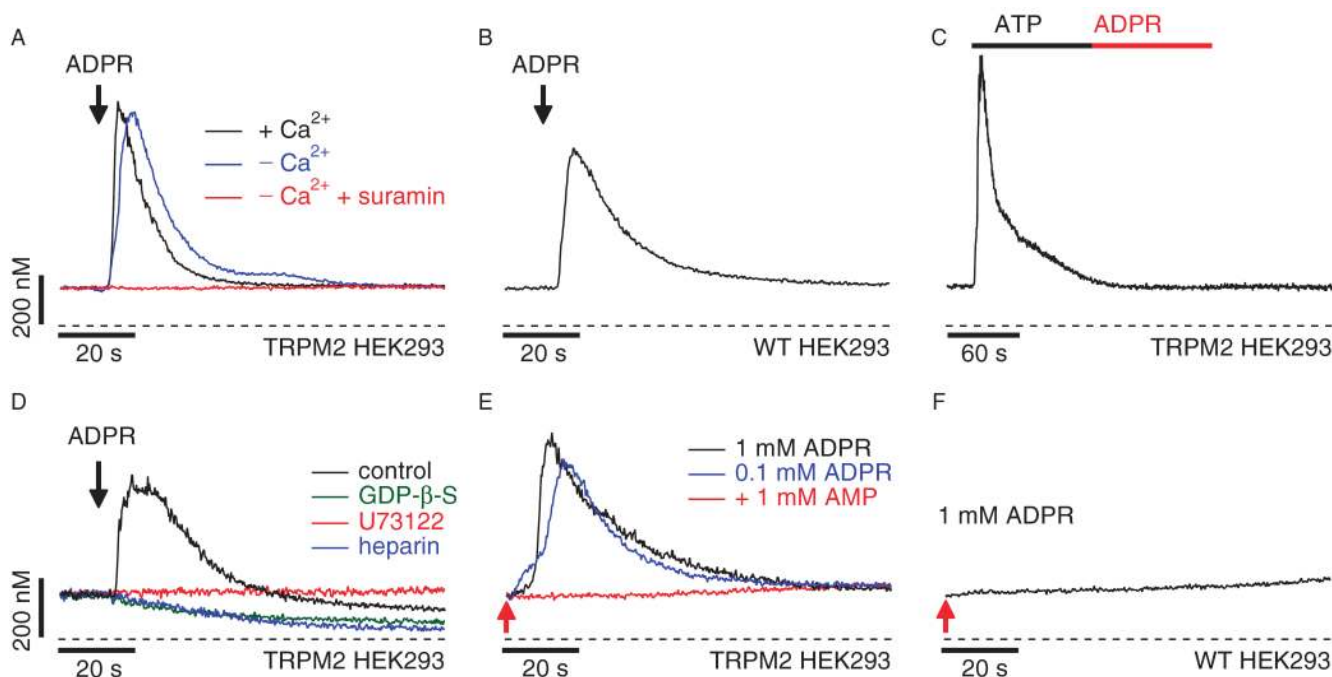 A
ADPR
+ Ca2+
− Ca2+
− Ca2+ + suramin
200 nM
20 s
TRPM2 HEK293
B
ADPR
20 s
WT HEK293
C
ATP
ADPR
60 s
TRPM2 HEK293
D
ADPR
control
GDP-β-S
U73122
heparin
200 nM
20 s
TRPM2 HEK293
E
1 mM ADPR
0.1 mM ADPR
+ 1 mM AMP
20 s
TRPM2 HEK293
F
1 mM ADPR
20 s
WT HEK293